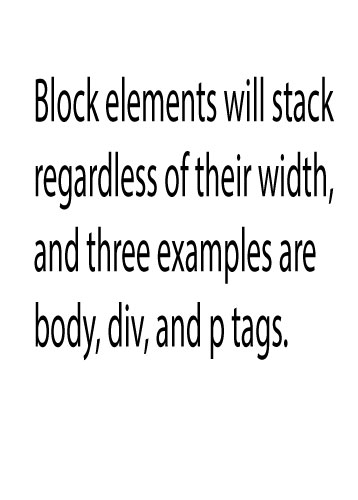 Block elements will stack
regardless of their width,
and three examples are
body, div, and p tags.